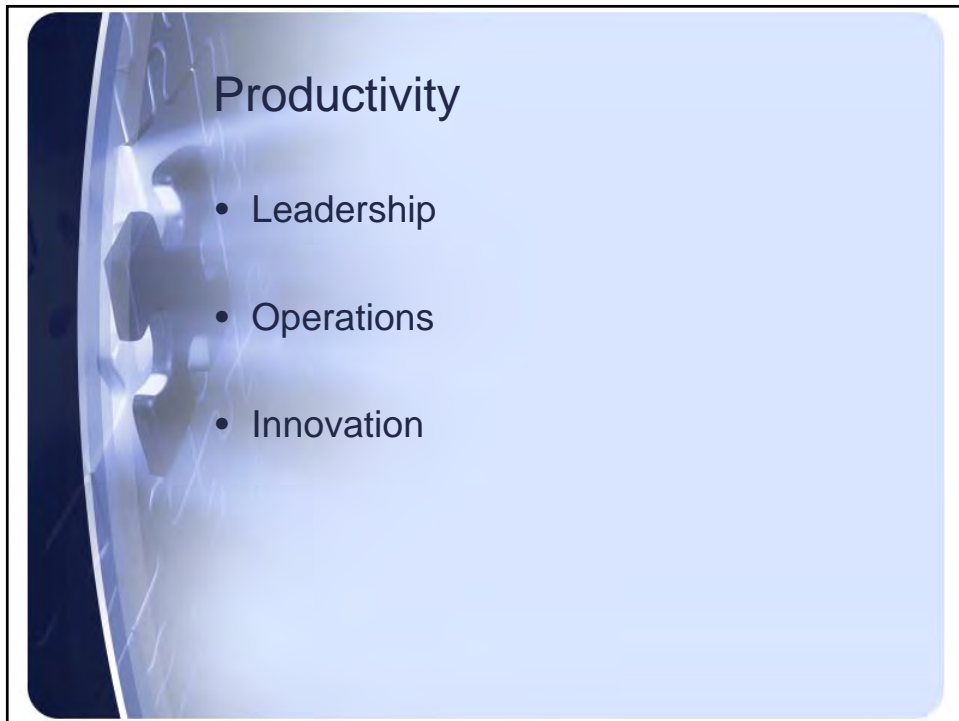 Productivity
• Leadership
• Operations
• Innovation